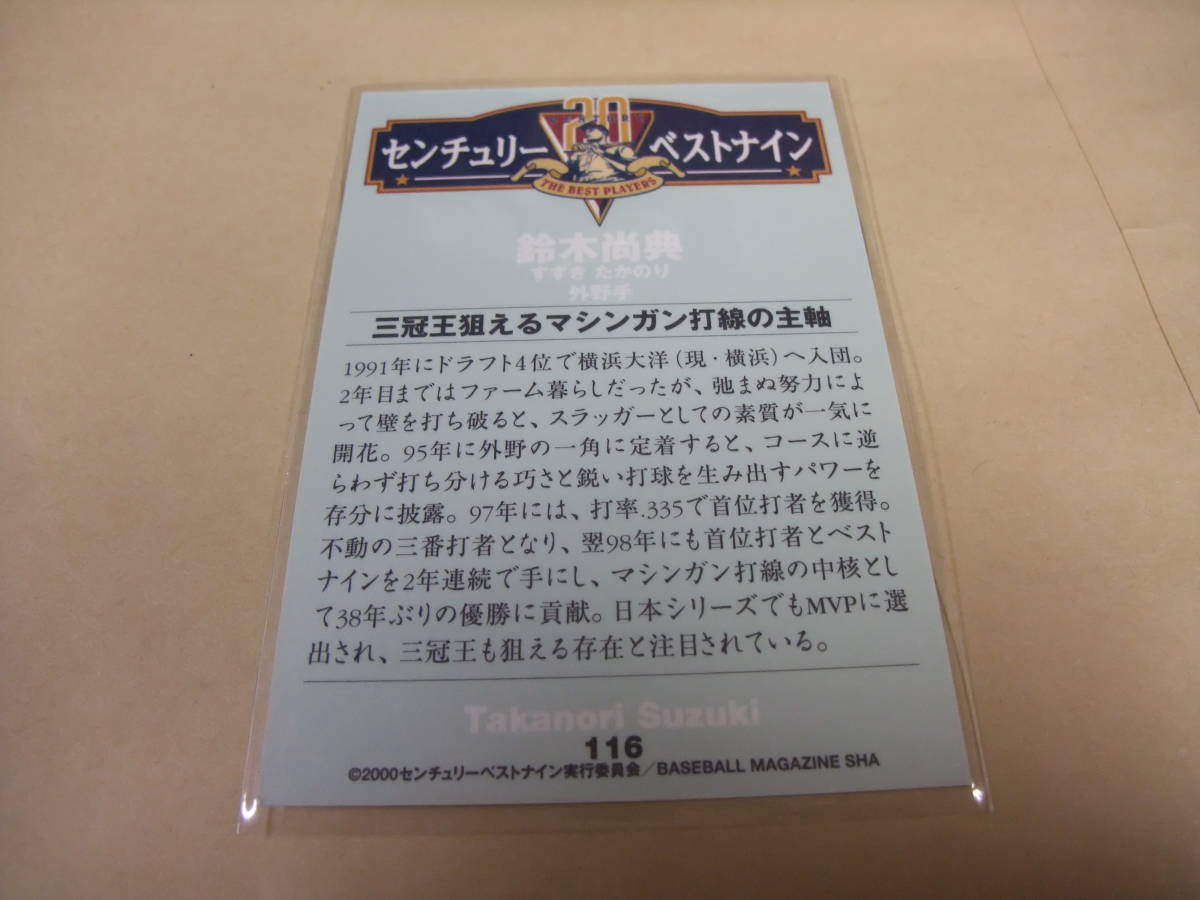 20
センチュリー ベストナイン
THE BEST PLAYERS
鈴木尚典
すずき たかのり
外野手
三冠王狙えるマシンガン打線の主軸
1991年にドラフト4位で横浜大洋（現・横浜）へ入団。
2年目まではファーム暮らしだったが、弛まぬ努力によ
って壁を打ち破ると、スラッガーとしての素質が一気に
開花。95年に外野の一角に定着すると、コースに逆
らわず打ち分ける巧さと鋭い打球を生み出すパワーを
存分に披露。97年には、打率.335で首位打者を獲得。
不動の三番打者となり、翌98年にも首位打者とベスト
ナインを2年連続で手にし、マシンガン打線の中核とし
て38年ぶりの優勝に貢献。日本シリーズでもMVPに選
出され、三冠王も狙える存在と注目されている。
Takanori Suzuki
116
©2000センチュリーベストナイン実行委員会／BASEBALL MAGAZINE SHA